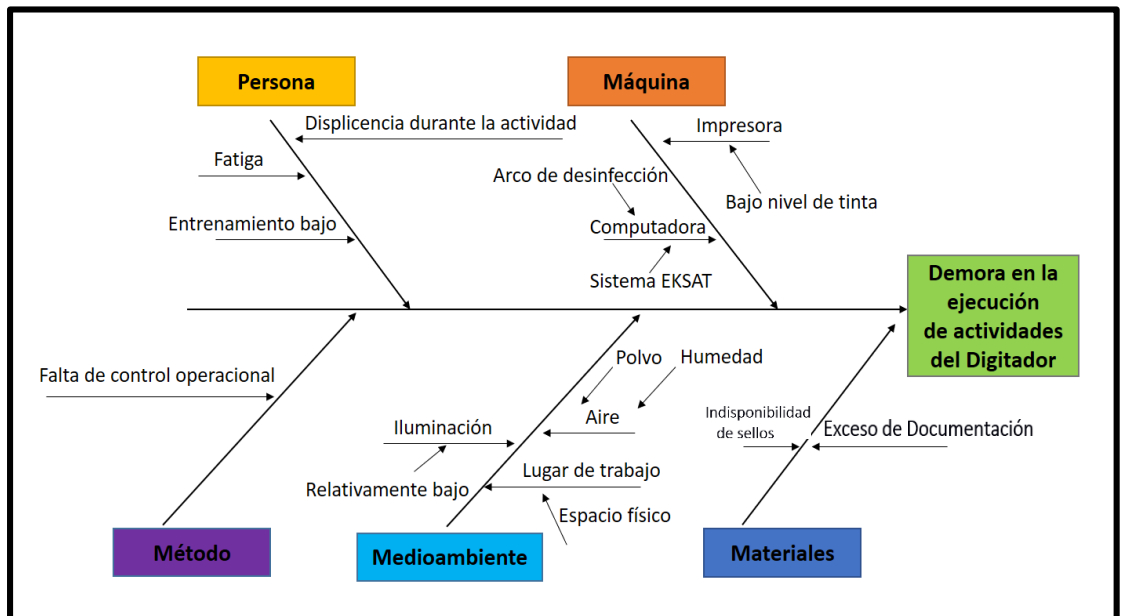 Persona
Máquina
Displicencia durante la actividad
Impresora
Fatiga
Arco de desinfección
Bajo nivel de tinta
Entrenamiento bajo
Computadora
Sistema EKSAT
Demora en la
ejecución
de actividades
del Digitador
Falta de control operacional
Polvo
Humedad
Iluminación
Aire
Indisponibilidad
de sellos
Exceso de Documentación
Relativamente bajo
Lugar de trabajo
Espacio físico
Método
Medioambiente
Materiales